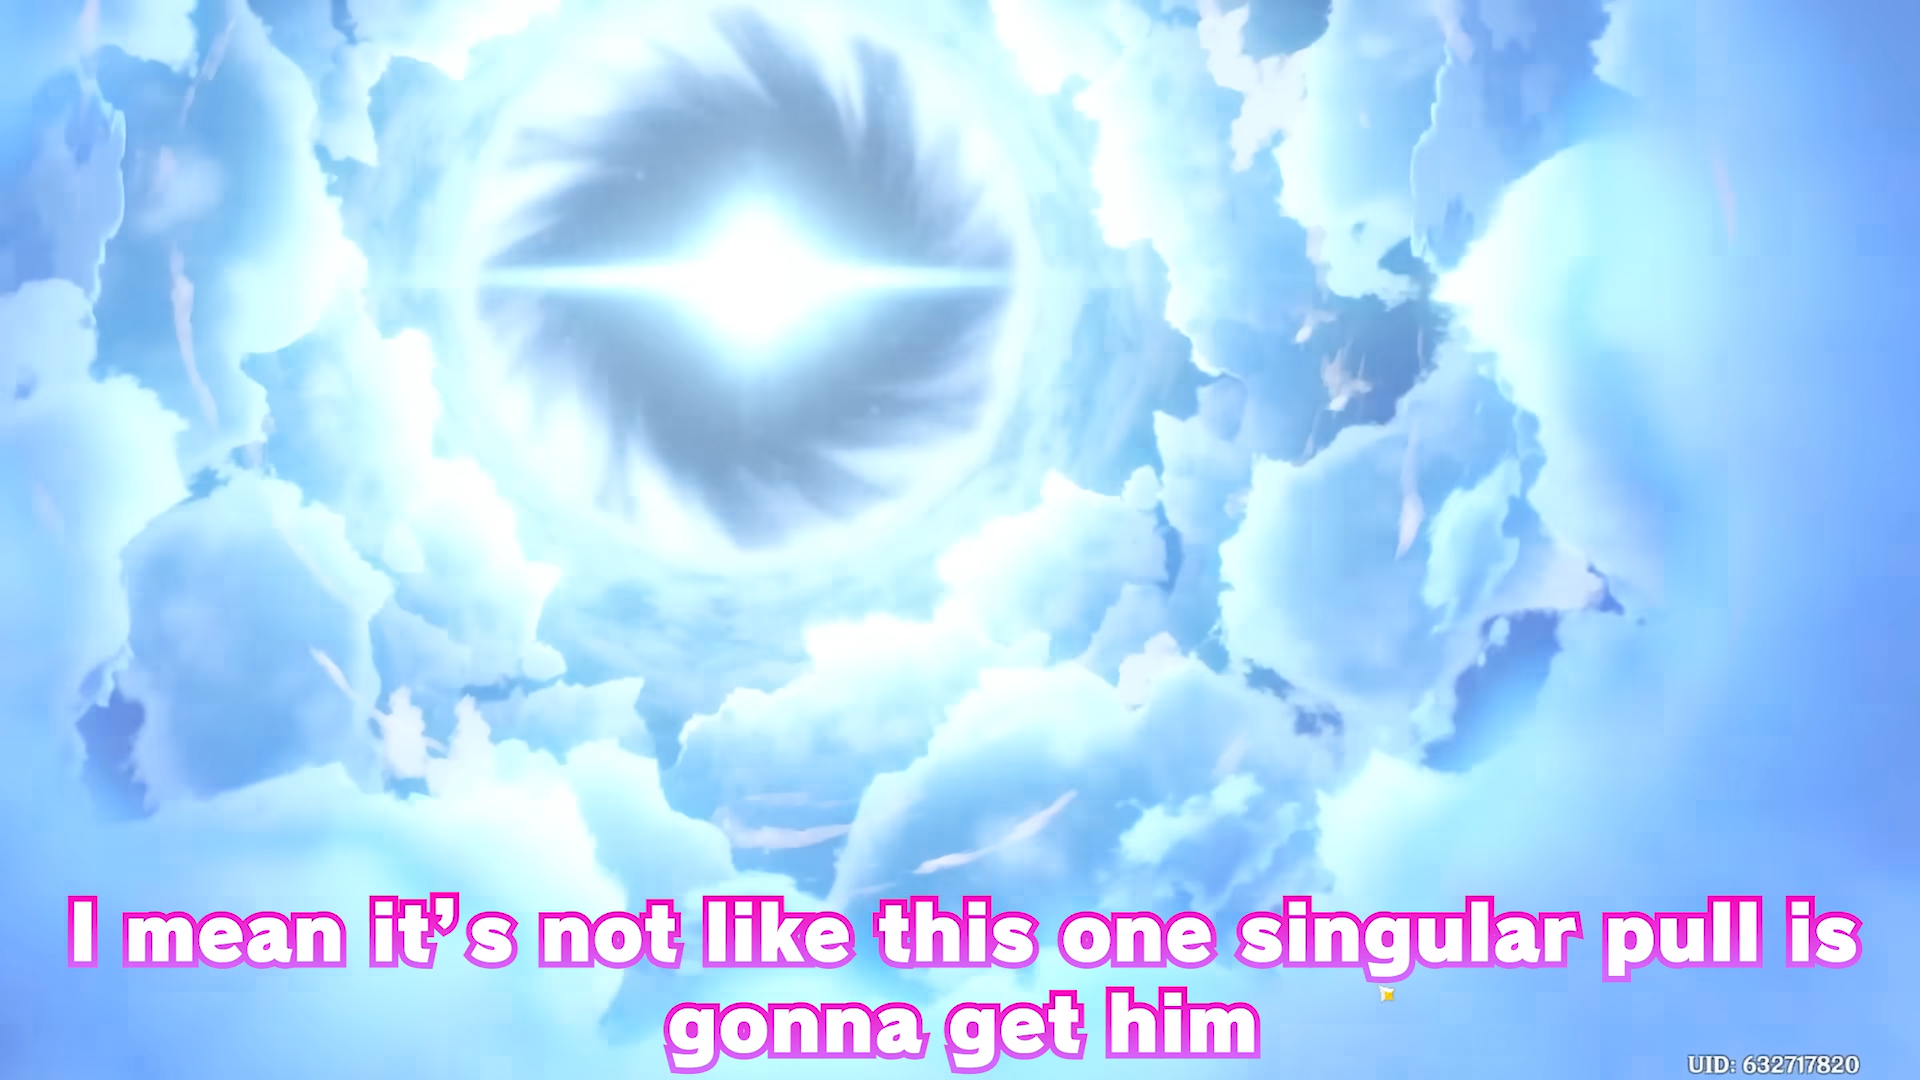 I mean it's not like this one singular pull is
gonna get him
UID: 632717820